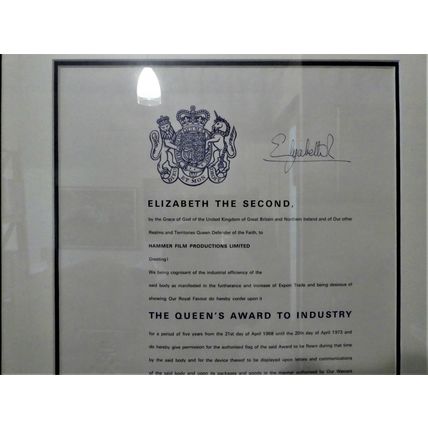 ET MON
Elizabeth R
ELIZABETH THE SECOND,
by the Grace of God of the United Kingdom of Great Britain and Northern Ireland and of Our other
Realms and Territories Queen Defender of the Faith, to
HAMMER FILM PRODUCTIONS LIMITED
Greeting!
We being cognisant of the industrial efficiency of the
said body as manifested in the furtherance and increase of Export Trade and being desirous of
showing Our Royal Favour do hereby confer upon it
THE QUEEN'S AWARD TO INDUSTRY
for a period of five years from the 21st day of April 1968 until the 20th day of April 1973 and
do hereby give permission for the authorised flag of the said Award to be flown during that time
by the said body and for the device thereof to be displayed upon letters and communications
of the said body and upon its packages and goods in the manner authorised by Our Warrant